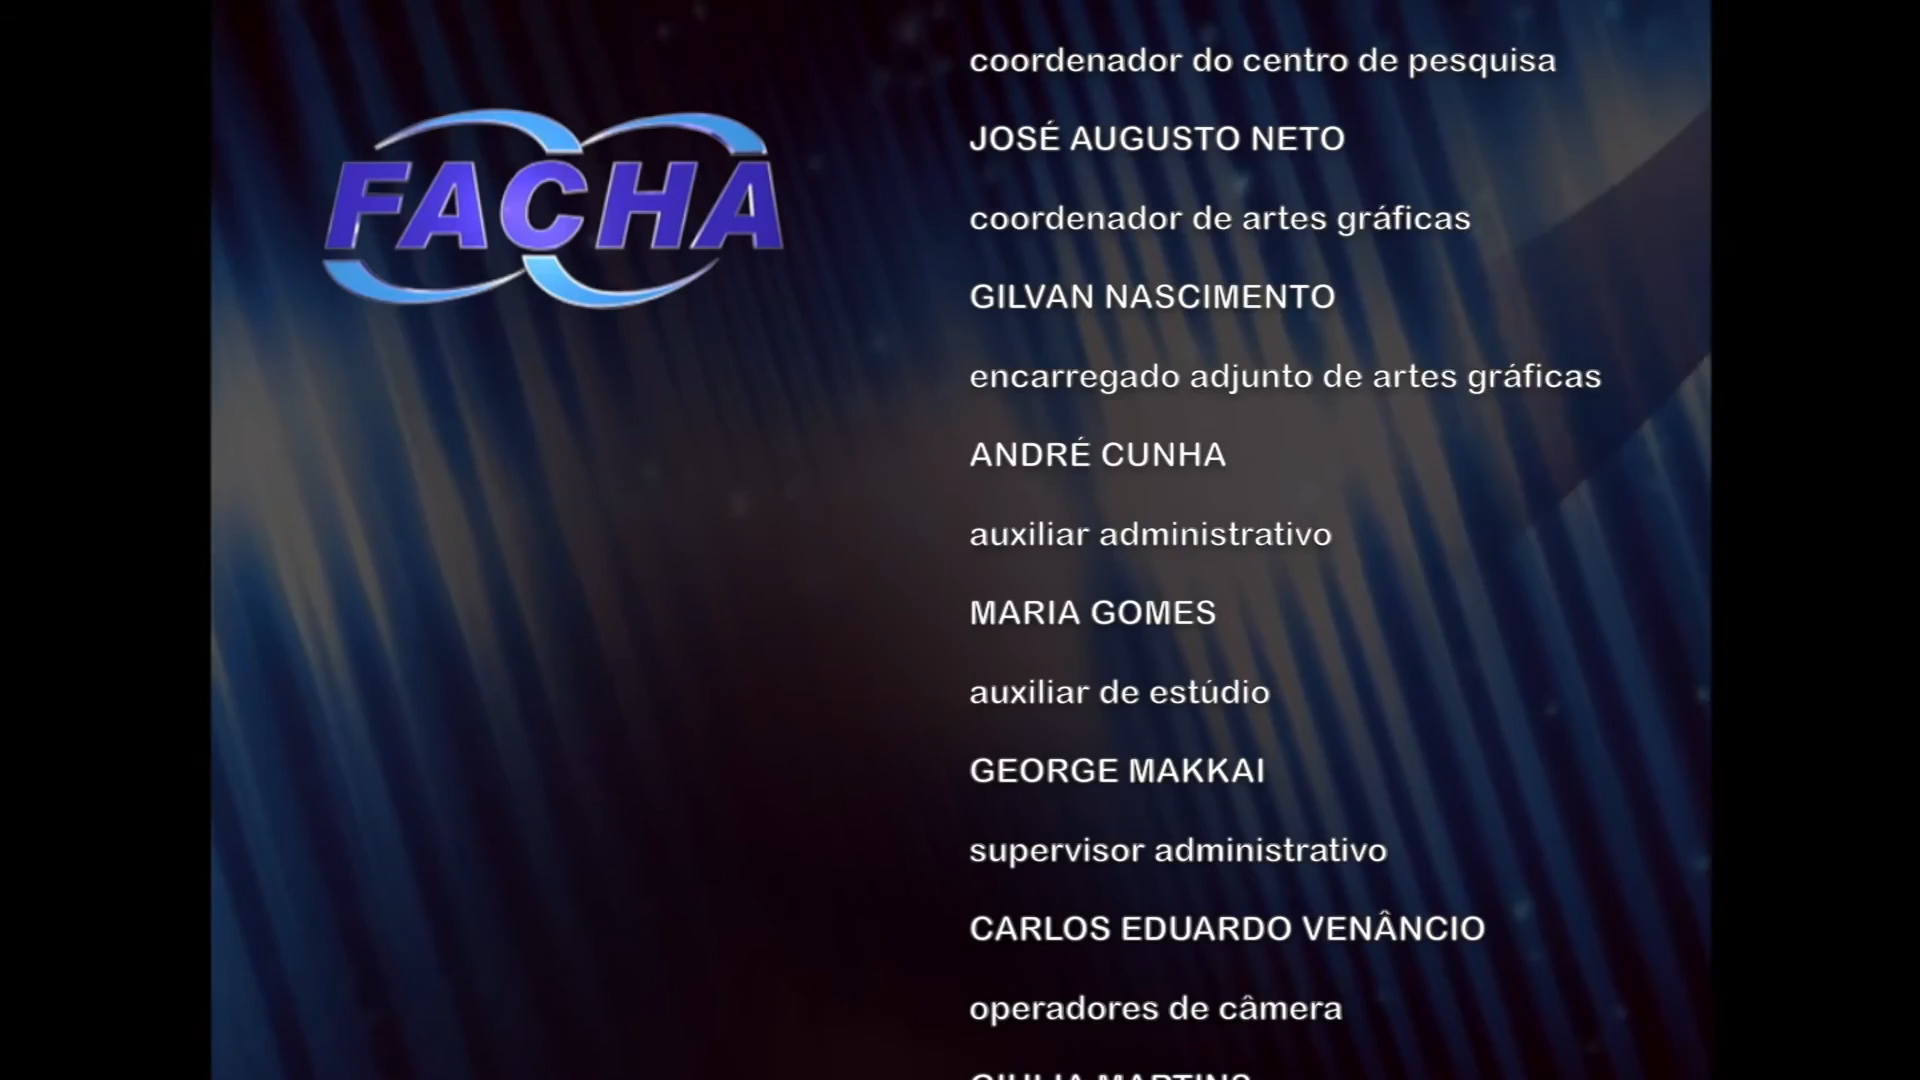 FACHA
coordenador do centro de pesquisa
JOSÉ AUGUSTO NETO
coordenador de artes gráficas
GILVAN NASCIMENTO
encarregado adjunto de artes gráficas
ANDRÉ CUNHA
auxiliar administrativo
MARIA GOMES
auxiliar de estúdio
GEORGE MAKKAI
supervisor administrativo
CARLOS EDUARDO VENÂNCIO
operadores de câmera
GIULIA MARTINS